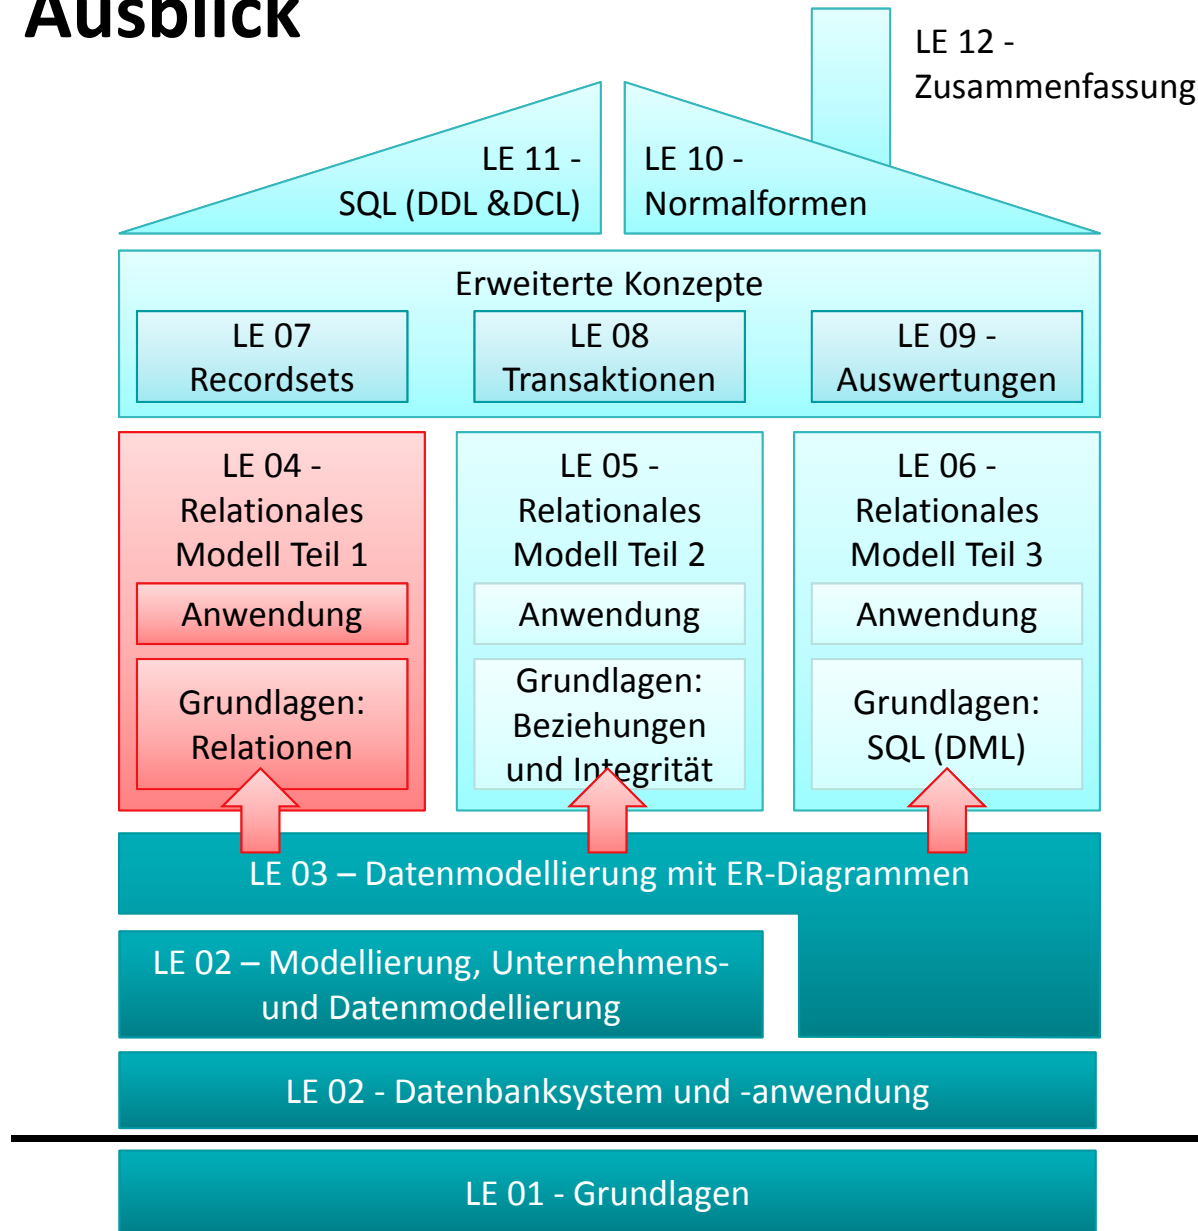 Ausblick
LE 12 -
Zusammenfassung
LE 11 -
SQL (DDL &DCL)
LE 10 -
Normalformen
Erweiterte Konzepte
LE 07
Recordsets
LE 08
Transaktionen
LE 09 -
Auswertungen
LE 04 -
Relationales
Modell Teil 1
Anwendung
Grundlagen:
Relationen
LE 05 -
Relationales
Modell Teil 2
Anwendung
Grundlagen:
Beziehungen
und Integrität
LE 06 -
Relationales
Modell Teil 3
Anwendung
Grundlagen:
SQL (DML)
LE 03 – Datenmodellierung mit ER-Diagrammen
LE 02 – Modellierung, Unternehmens-
und Datenmodellierung
LE 02 - Datenbanksystem und -anwendung
LE 01 - Grundlagen